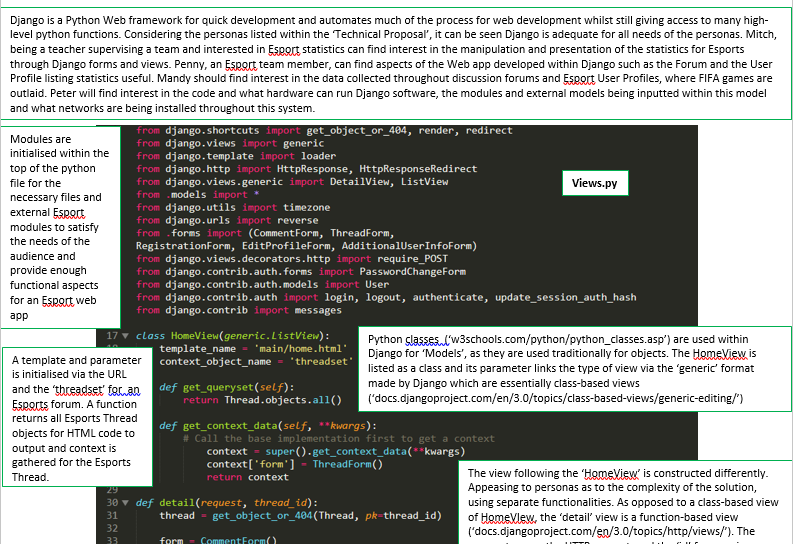 Django is a Python Web framework for quick development and automates much of the process for web development whilst still giving access to many high-
level python functions. Considering the personas listed within the 'Technical Proposal', it can be seen Django is adequate for all needs of the personas. Mitch,
being a teacher supervising a team and interested in Esport statistics can find interest in the manipulation and presentation of the statistics for Esports
through Django forms and views. Penny, an Esport team member, can find aspects of the Web app developed within Django such as the Forum and the User
Profile listing statistics useful. Mandy should find interest in the data collected throughout discussion forums and Esport User Profiles, where FIFA games are
outlaid. Peter will find interest in the code and what hardware can run Django software, the modules and external models being inputted within this model
and what networks are being installed throughout this system.
Modules are
initialised within the
top of the python
file for the
necessary files and
external Esport
modules to satisfy
the needs of the
audience and
provide enough
functional aspects
for an Esport web
app
from django.shortcuts import get_object_or_404, render, redirect
from django.views import generic
from django.template import loader
from django.http import HttpResponse, HttpResponseRedirect
from django.views.generic import DetailView, ListView
from .models import *
from django.utils import timezone
from django.urls import reverse
from .forms import (CommentForm, ThreadForm,
RegistrationForm, EditProfileForm, AdditionalUserInfoForm)
from django.views.decorators.http import require_POST
from django.contrib.auth.forms import PasswordChangeForm
from django.contrib.auth.models import User
from django.contrib.auth import login, logout, authenticate, update_session_auth_hash
from django.contrib import messages
Views.py
17 class HomeView(generic.ListView):
template_name = 'main/home.html'
context_object_name = 'threadset'
def get_queryset(self):
return Thread.objects.all()
def get_context_data(self, **kwargs):
# Call the base implementation first to get a context
context = super().get_context_data(**kwargs)
context['form'] = ThreadForm()
return context
29
30 def detail(request, thread_id):
31 thread = get_object_or_404(Thread, pk=thread_id)
32
33 form = CommentForm()
Python classes ('w3schools.com/python/python_classes.asp') are used within
Django for 'Models', as they are used traditionally for objects. The HomeView is
listed as a class and its parameter links the type of view via the 'generic' format
made by Django which are essentially class-based views
('docs.djangoproject.com/en/3.0/topics/class-based-views/generic-editing/')
A template and parameter
is initialised via the URL
and the 'threadset' for an
Esports forum. A function
returns all Esports Thread
objects for HTML code to
output and context is
gathered for the Esports
Thread.
The view following the 'HomeView' is constructed differently.
Appeasing to personas as to the complexity of the solution,
using separate functionalities. As opposed to a class-based view
of HomeVIew, the 'detail' view is a function-based view
('docs.djangoproject.com/en/3.0/topics/http/views/'). The